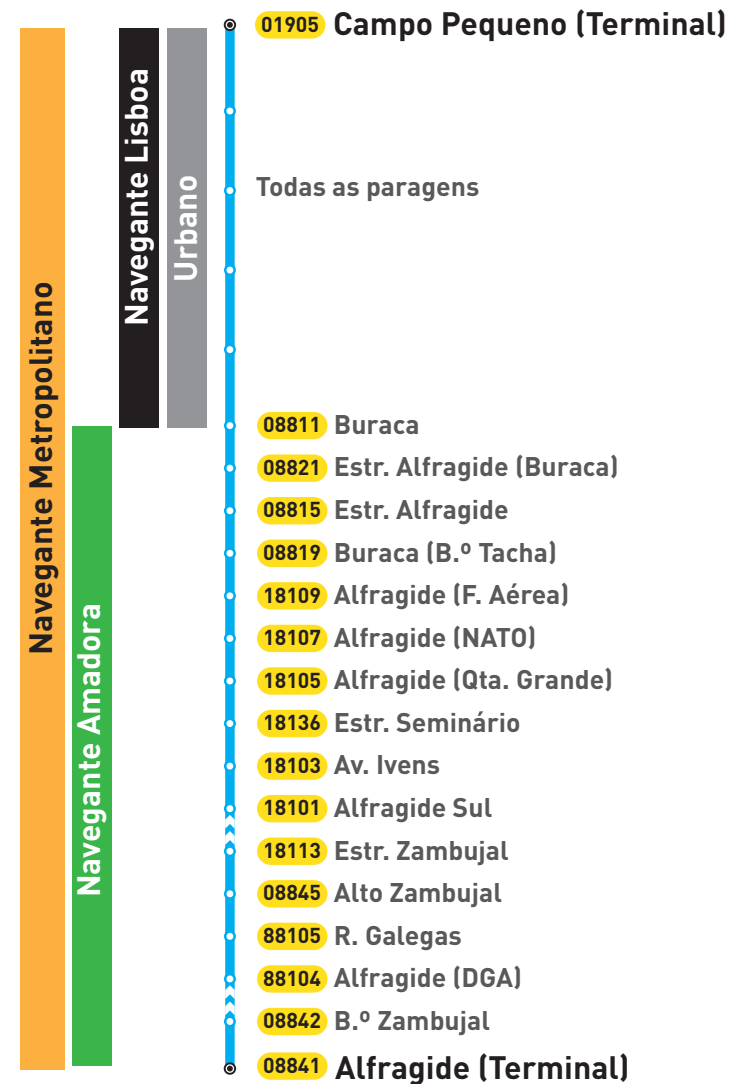 01905 Campo Pequeno (Terminal)
Navegante Metropolitano
Navegante Lisboa
Urbano
Todas as paragens
Navegante Amadora
08811 Buraca
08821 Estr. Alfragide (Buraca)
08815 Estr. Alfragide
08819 Buraca (B.º Tacha)
18109 Alfragide (F. Aérea)
18107 Alfragide (NATO)
18105 Alfragide (Qta. Grande)
18136 Estr. Seminário
18103 Av. Ivens
18101 Alfragide Sul
18113 Estr. Zambujal
08845 Alto Zambujal
88105 R. Galegas
88104 Alfragide (DGA)
08842 B.º Zambujal
08841 Alfragide (Terminal)